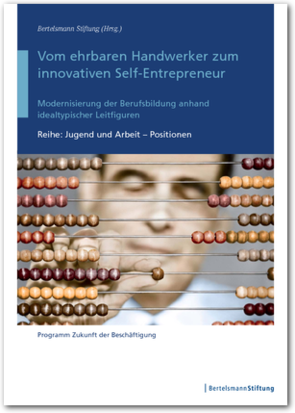 Bertelsmann Stiftung (Hrsg.)
Vom ehrbaren Handwerker zum
innovativen Self-Entrepreneur
Modernisierung der Berufsbildung anhand
idealtypischer Leitfiguren
Reihe: Jugend und Arbeit – Positionen
Programm Zukunft der Beschäftigung
BertelsmannStiftung